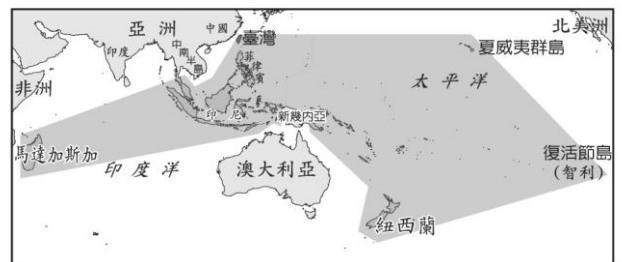 亞洲
中國
北美洲
印度
中南半島
臺灣
菲律賓
夏威夷群島
非洲
太平洋
印尼
新幾內亞
馬達加斯加
印度洋
澳大利亞
復活節島
(智利)
紐西蘭